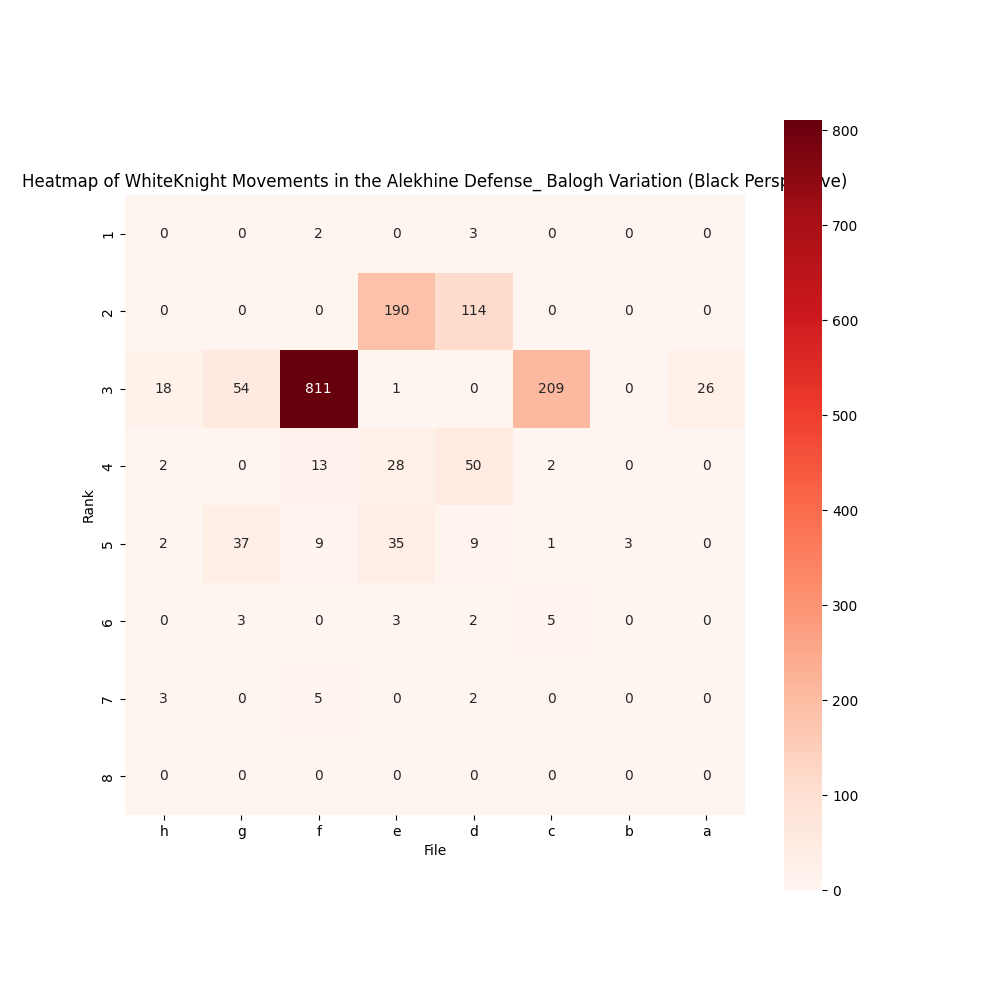 Heatmap of WhiteKnight Movements in the Alekhine Defense_ Balogh Variation (Black Persp ve)
1 0 0 2 0 3 0 0 0
2 0 0 0 190 114 0 0 0
3 18 54 811 1 0 209 0 26
4 2 0 13 28 50 2 0 0
5 2 37 9 35 9 1 3 0
6 0 3 0 3 2 5 0 0
7 3 0 5 0 2 0 0 0
8 0 0 0 0 0 0 0 0
Rank
h g f e d c b a
File
800
700
600
500
400
300
200
100
0